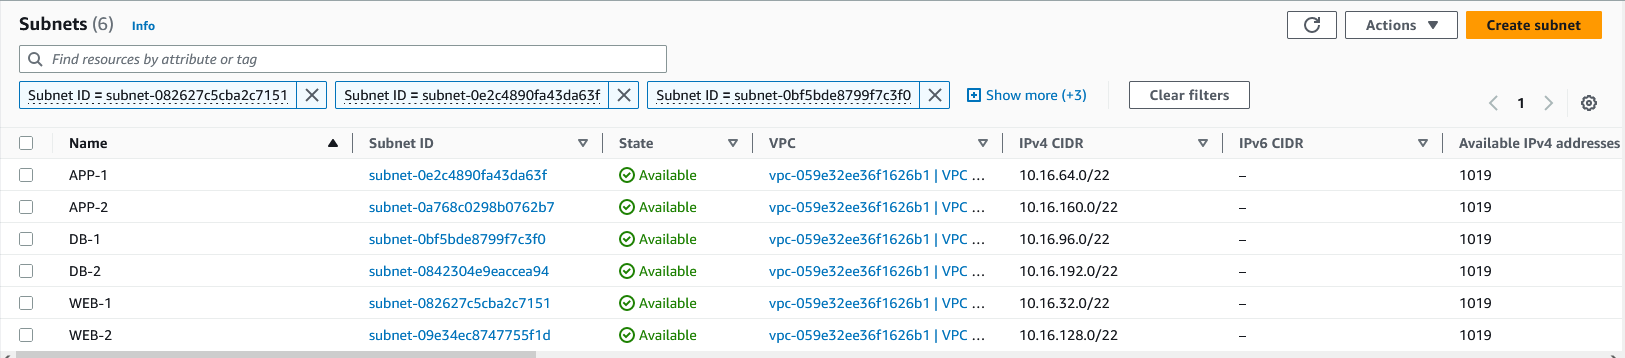 Subnets (6) Info Actions Create subnet
Find resources by attribute or tag
Subnet ID = subnet-082627c5cba2c7151 Subnet ID = subnet-0e2c4890fa43da63f Subnet ID = subnet-0bf5bde8799f7c3f0 Show more (+3) Clear filters 1
Name Subnet ID State VPC IPv4 CIDR IPv6 CIDR Available IPv4 addresses
APP-1 subnet-0e2c4890fa43da63f Available vpc-059e32ee36f1626b1 | VPC ... 10.16.64.0/22 – 1019
APP-2 subnet-0a768c0298b0762b7 Available vpc-059e32ee36f1626b1 | VPC ... 10.16.160.0/22 – 1019
DB-1 subnet-0bf5bde8799f7c3f0 Available vpc-059e32ee36f1626b1 | VPC ... 10.16.96.0/22 – 1019
DB-2 subnet-0842304e9eaccea94 Available vpc-059e32ee36f1626b1 | VPC ... 10.16.192.0/22 – 1019
WEB-1 subnet-082627c5cba2c7151 Available vpc-059e32ee36f1626b1 | VPC ... 10.16.32.0/22 – 1019
WEB-2 subnet-09e34ec8747755f1d Available vpc-059e32ee36f1626b1 | VPC ... 10.16.128.0/22 – 1019